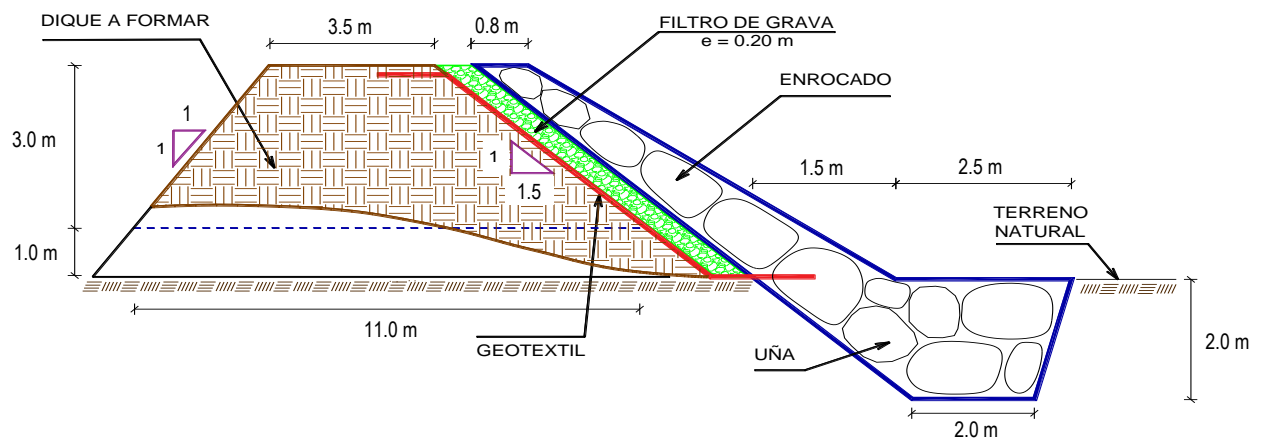 DIQUE A FORMAR
3.5 m
0.8 m
FILTRO DE GRAVA
e = 0.20 m
ENROCADO
3.0 m
1
1
1
1.5
1.5 m
2.5 m
TERRENO
NATURAL
1.0 m
11.0 m
GEOTEXTIL
UÑA
2.0 m
2.0 m